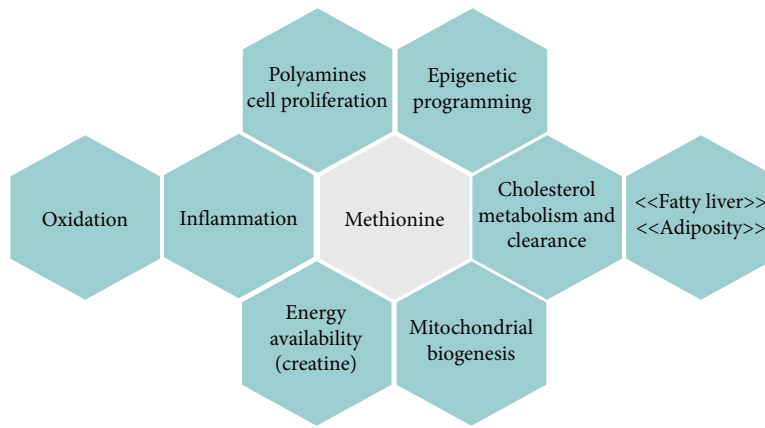 Polyamines
cell proliferation
Epigenetic
programming
Oxidation
Inflammation
Methionine
Cholesterol
metabolism and
clearance
<<Fatty liver>>
<<Adiposity>>
Energy
availability
(creatine)
Mitochondrial
biogenesis